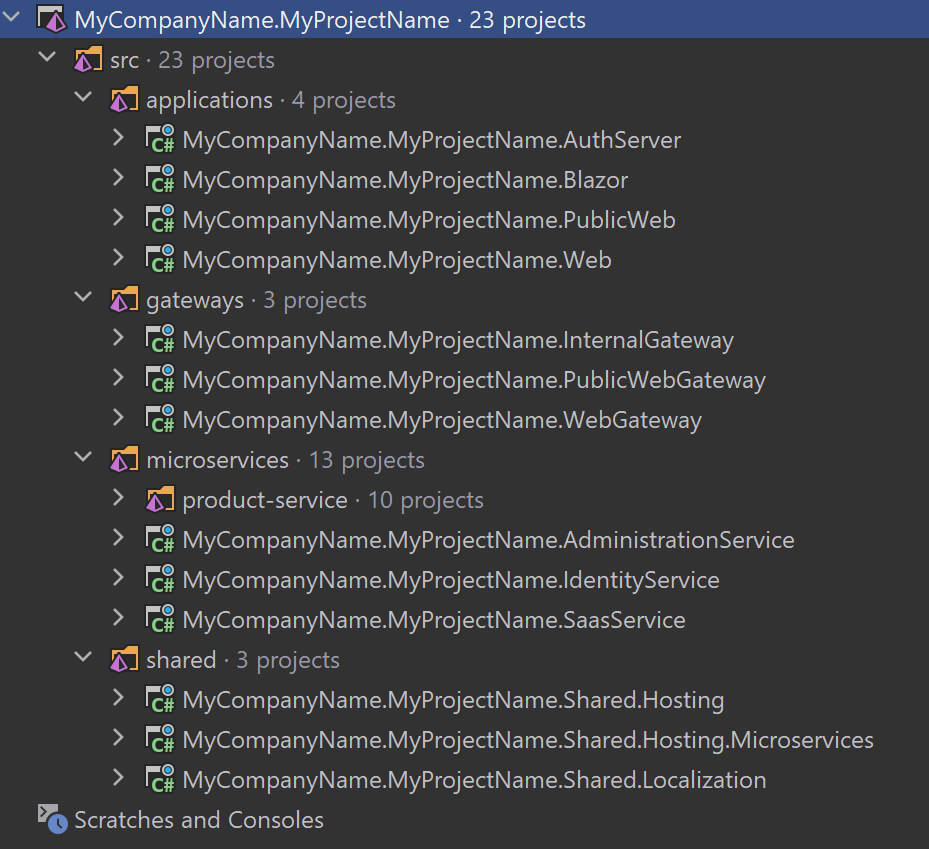 MyCompanyName.MyProjectName · 23 projects
src · 23 projects
applications · 4 projects
C# MyCompanyName.MyProjectName.AuthServer
C# MyCompanyName.MyProjectName.Blazor
C# MyCompanyName.MyProjectName.PublicWeb
C# MyCompanyName.MyProjectName.Web
gateways · 3 projects
C# MyCompanyName.MyProjectName.InternalGateway
C# MyCompanyName.MyProjectName.PublicWebGateway
C# MyCompanyName.MyProjectName.WebGateway
microservices · 13 projects
product-service · 10 projects
C# MyCompanyName.MyProjectName.AdministrationService
C# MyCompanyName.MyProjectName.IdentityService
C# MyCompanyName.MyProjectName.SaasService
shared · 3 projects
C# MyCompanyName.MyProjectName.Shared.Hosting
C# MyCompanyName.MyProjectName.Shared.Hosting.Microservices
C# MyCompanyName.MyProjectName.Shared.Localization
Scratches and Consoles